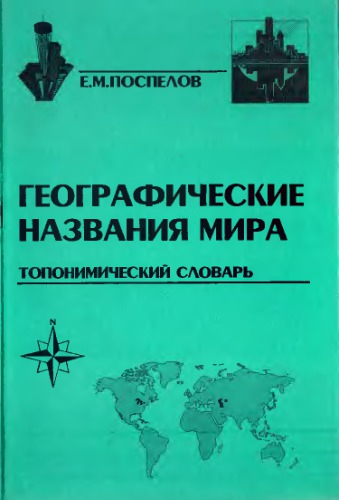 Е.М.ПОСПЕЛОВ
ГЕОГРАФИЧЕСКИЕ
НАЗВАНИЯ МИРА
ТОПОНИМИЧЕСКИЙ СЛОВАРЬ
N